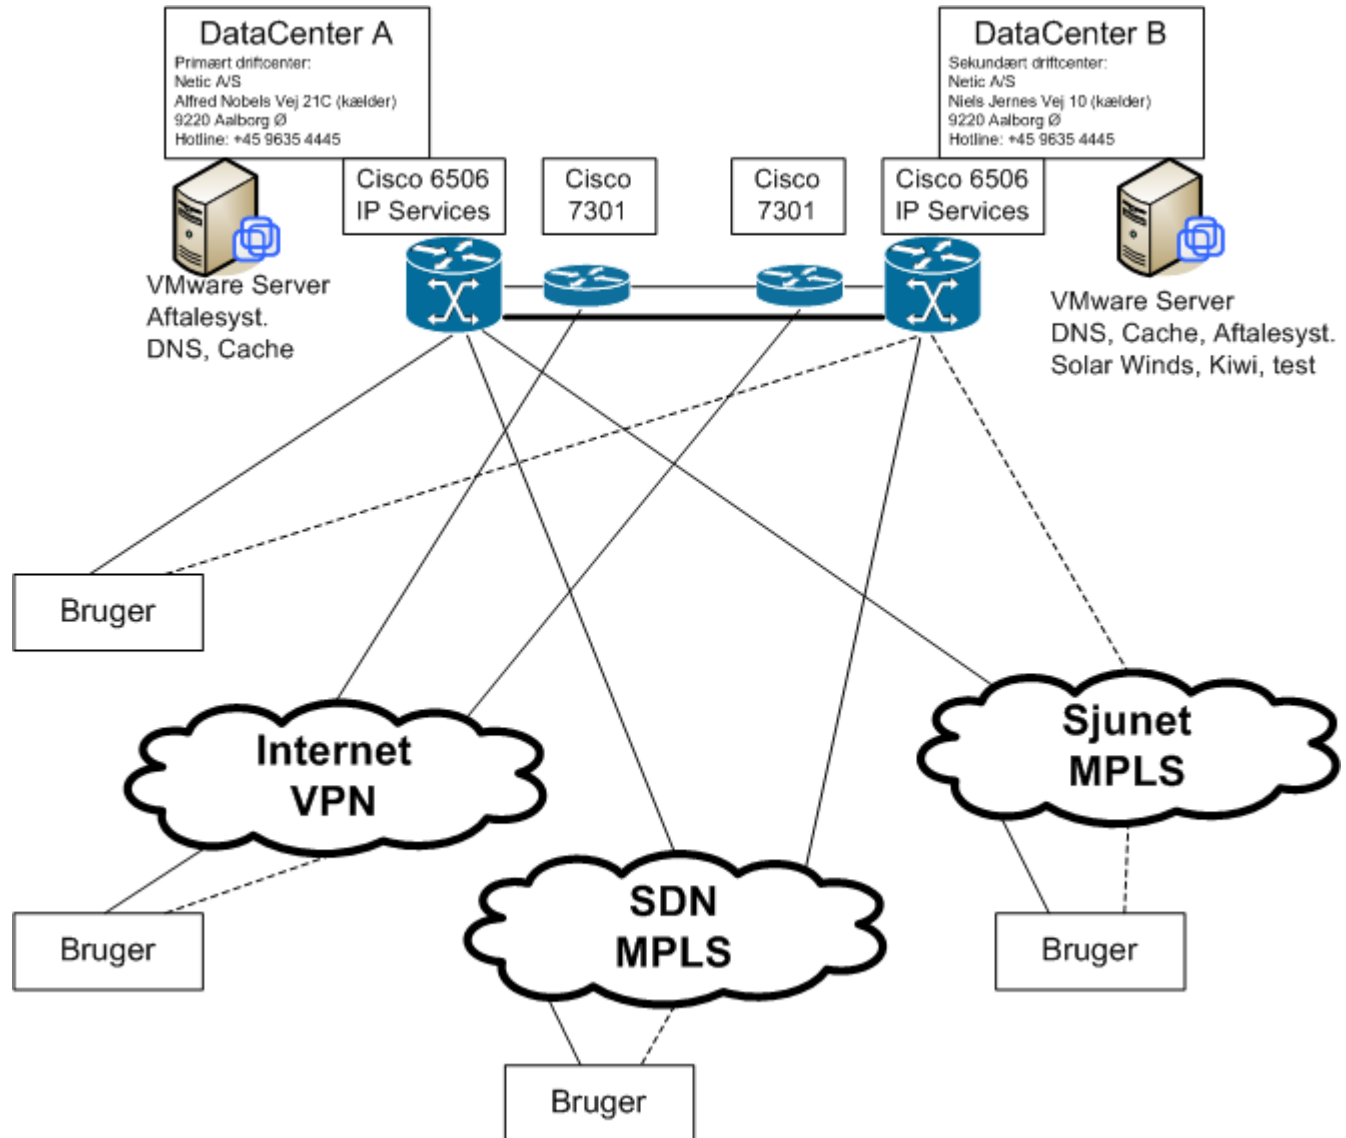 DataCenter A
Primært driftcenter:
Netic A/S
Alfred Nobels Vej 21C (kælder)
9220 Aalborg Ø
Hotline: +45 9635 4445
DataCenter B
Sekundært driftcenter:
Netic A/S
Niels Jernes Vej 10 (kælder)
9220 Aalborg Ø
Hotline: +45 9635 4445
Cisco 6506
IP Services
Cisco
7301
Cisco
7301
Cisco 6506
IP Services
VMware Server
Aftalesyst.
DNS, Cache
VMware Server
DNS, Cache, Aftalesyst.
Solar Winds, Kiwi, test
Bruger
Internet
VPN
Sjunet
MPLS
SDN
MPLS
Bruger
Bruger
Bruger